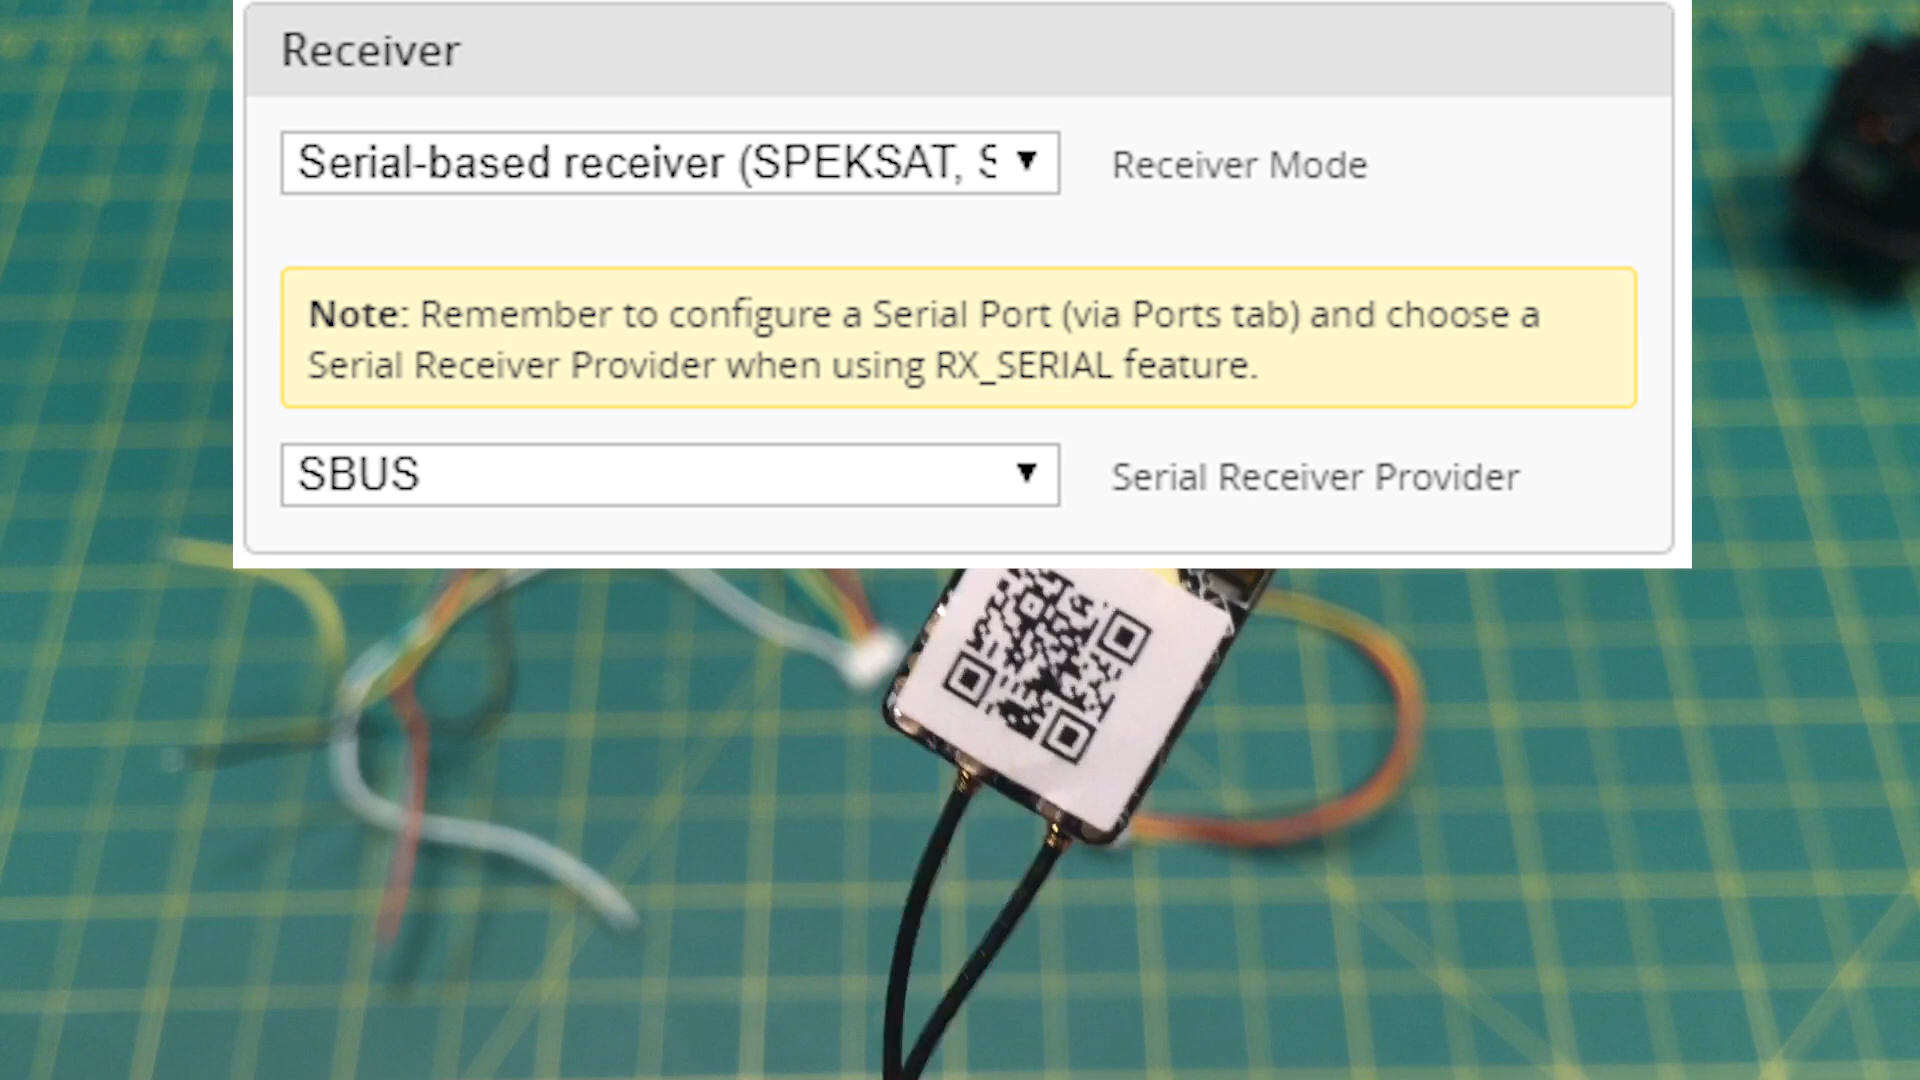 Receiver
Serial-based receiver (SPEKSAT, S
Receiver Mode
Note: Remember to configure a Serial Port (via Ports tab) and choose a
Serial Receiver Provider when using RX_SERIAL feature.
SBUS
Serial Receiver Provider